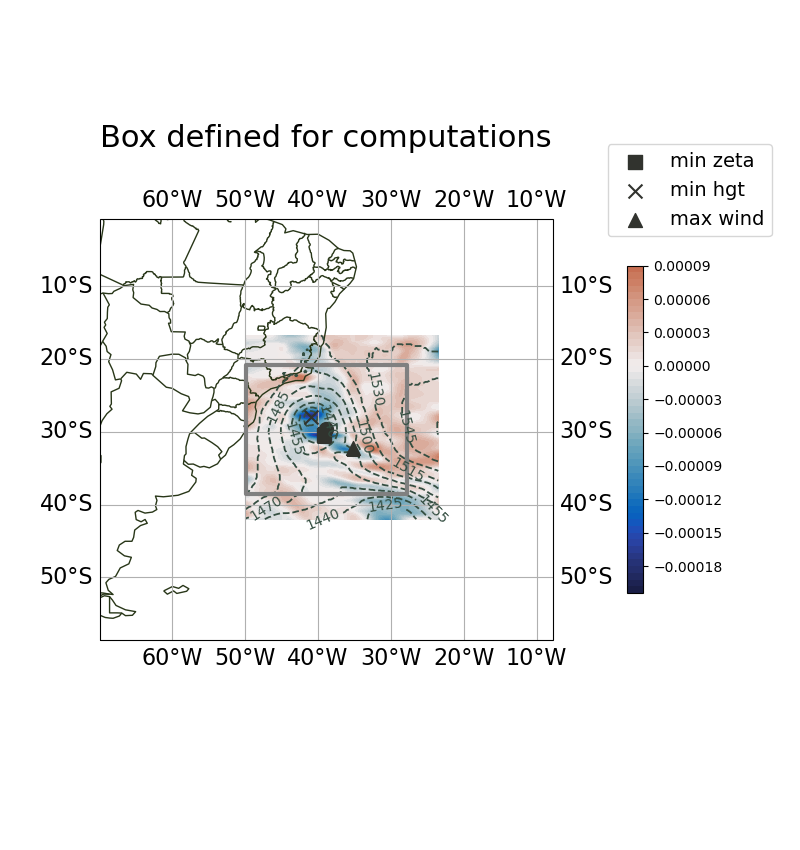 Box defined for computations
min zeta
min hgt
max wind
60°W 50°W 40°W 30°W 20°W 10°W
10°S 10°S
20°S 20°S
30°S 30°S
40°S 40°S
50°S 50°S
60°W 50°W 40°W 30°W 20°W 10°W
1530
1485
1545
1500
1455
1515
1470
1425
1455
1440
0.00009
0.00006
0.00003
0.00000
−0.00003
−0.00006
−0.00009
−0.00012
−0.00015
−0.00018